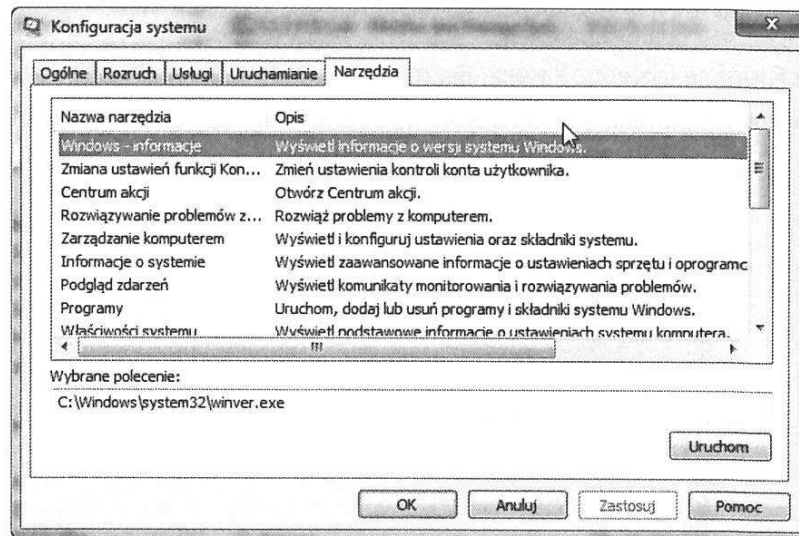 Konfiguracja systemu
Ogólne Rozruch Usługi Uruchamianie Narzędzia
Nazwa narzędzia Opis
Windows - informacje Wyświetl informacje o wersji systemu Windows.
Zmiana ustawień funkcji Kon... Zmień ustawienia kontroli konta użytkownika.
Centrum akcji Otwórz Centrum akcji.
Rozwiązywanie problemów z... Rozwiąż problemy z komputerem.
Zarządzanie komputerem Wyświetl i konfiguruj ustawienia oraz składniki systemu.
Informacje o systemie Wyświetl zaawansowane informacje o ustawieniach sprzętu i oprogramc
Podgląd zdarzeń Wyświetl komunikaty monitorowania i rozwiązywania problemów.
Programy Uruchom, dodaj lub usuń programy i składniki systemu Windows.
Właściwości systemu Wyświetl podstawowe informacje o ustawieniach systemu komputera.
Wybrane polecenie:
C:\Windows\system32\winver.exe
Uruchom
OK Anuluj Zastosuj Pomoc